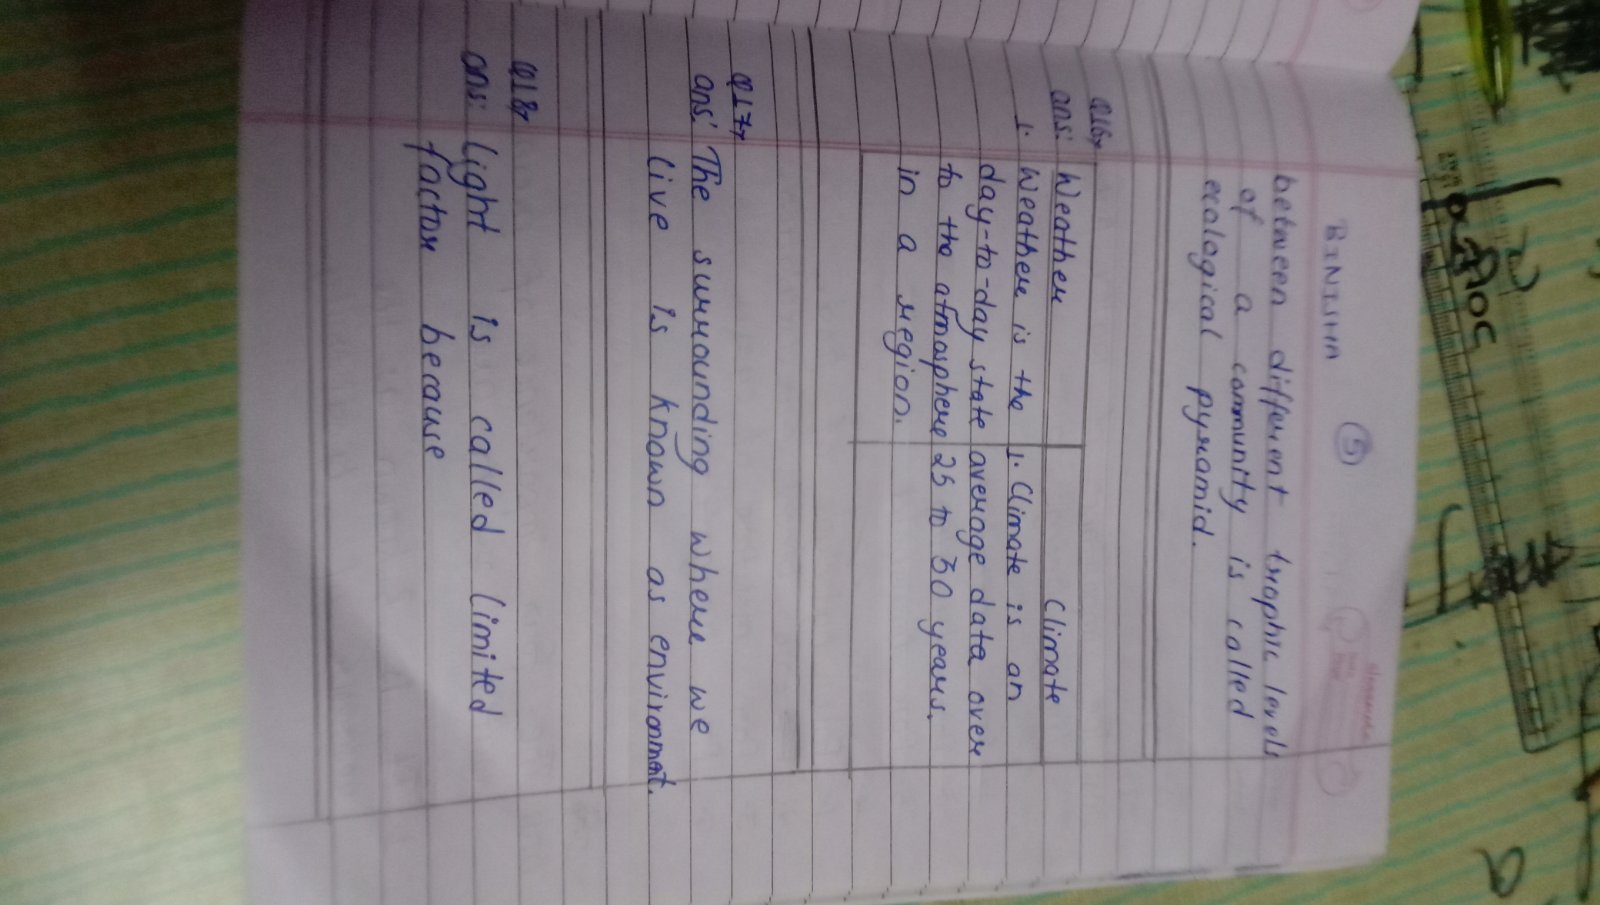 BINISHA
5
between different trophic levels
of a community is called
ecological pyramid.
Q16,
ans: Weather Climate
1. Weather is the 1. Climate is an
day-to-day state average data over
to the atmosphere 25 to 30 years.
in a region.
Q17,
ans: The surrounding where we
live is known as environment.
Q18,
ans: light is called limited
factor because